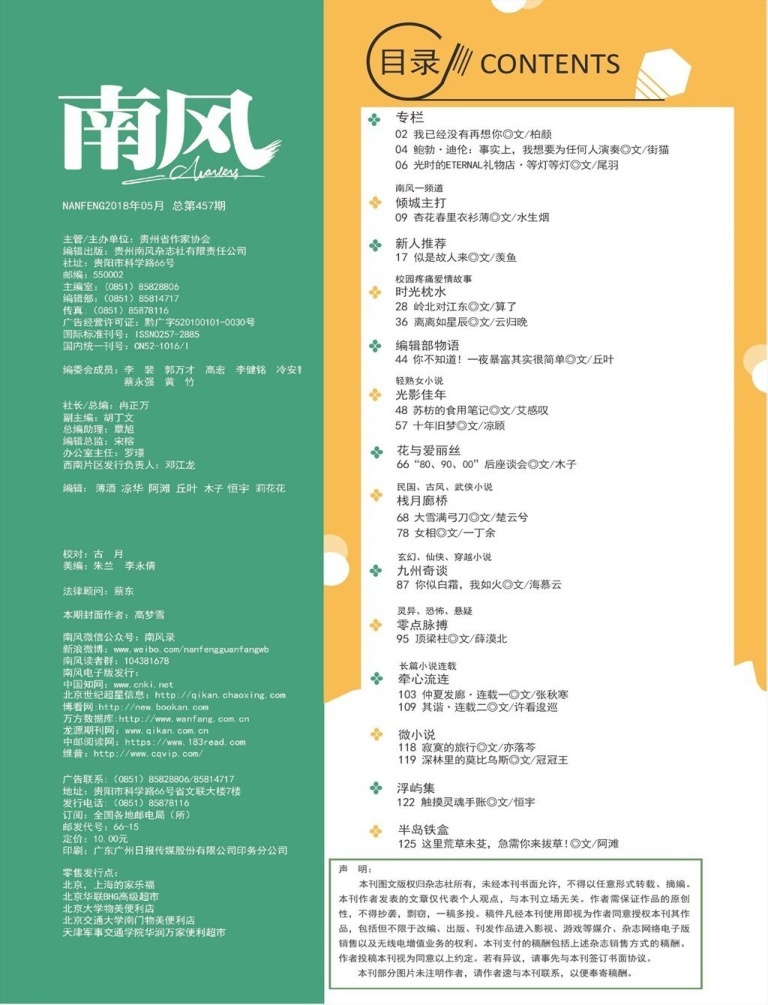 南风
NANFENG2018年05月 总第457期
主管/主办单位：贵州省作家协会
编辑出版：贵州南风杂志社有限责任公司
社址：贵阳市科学路66号
邮编：550002
主编室：(0851) 85828806
编辑部：(0851) 85814717
传真：(0851) 85878116
广告经营许可证：黔广字520100101-0030号
国际标准刊号：ISSN0257-2885
国内统一刊号：CN52-1016/I
编委会成员：李 裴 郭万才 高宏 李健铭 冷安
蔡永强 黄 竹
社长/总编：冉正万
副主编：胡丁文
总编助理：覃旭
编辑总监：宋榕
办公室主任：罗璟
西南片区发行负责人：邓江龙
编辑： 薄酒 凉华 阿滩 丘叶 木子 恒宇 莉花花
校对：古 月
美编：朱兰 李永倩
法律顾问：蔡东
本期封面作者：高梦雪
南风微信公众号：南风录
新浪微博：www.weibo.com/nanfengguanfangwb
南风读者群：104381678
南风电子版发行：
中国知网：www.cnki.net
北京世纪超星信息：http://qikan.chaoxing.com
博看网:http://new.bookan.com
万方数据库:http://www.wanfang.com.cn
龙源期刊网：www.qikan.com.cn
中邮阅读网：https://www.183read.com
维普：http://www.cqvip.com/
广告联系：(0851) 85828806/85814717
地址：贵阳市科学路66号省文联大楼7楼
发行电话：(0851) 85878116
订阅：全国各地邮电局（所）
邮发代号：66-15
定价：10.00元
印刷：广东广州日报传媒股份有限公司印务分公司
零售发行点：
北京，上海的家乐福
北京华联BHG高级超市
北京大学物美便利店
北京交通大学南门物美便利店
天津军事交通学院华润万家便利超市
目录 CONTENTS
专栏
02 我已经没有再想你◎文/柏颜
04 鲍勃·迪伦：事实上，我想要为任何人演奏◎文/街猫
06 光时的ETERNAL礼物店·等灯等灯◎文/尾羽
南风一频道
倾城主打
09 杏花春里衣衫薄◎文/水生烟
新人推荐
17 似是故人来◎文/羡鱼
校园疼痛爱情故事
时光枕水
28 岭北对江东◎文/算了
36 离离如星辰◎文/云归晚
编辑部物语
44 你不知道！一夜暴富其实很简单◎文/丘叶
轻熟女小说
光影佳年
48 苏枋的食用笔记◎文/艾感叹
57 十年旧梦◎文/凉顾
花与爱丽丝
66 “80、90、00”后座谈会◎文/木子
民国、古风、武侠小说
栈月廊桥
68 大雪满弓刀◎文/楚云兮
78 女相◎文/一丁余
玄幻、仙侠、穿越小说
九州奇谈
87 你似白霜，我如火◎文/海慕云
灵异、恐怖、悬疑
零点脉搏
95 顶梁柱◎文/薛漠北
长篇小说连载
牵心流连
103 仲夏发廊·连载一◎文/张秋寒
109 其谐·连载二◎文/许看逡巡
微小说
118 寂寞的旅行◎文/亦落芩
119 深林里的莫比乌斯◎文/冠冠王
浮屿集
122 触摸灵魂手账◎文/恒宇
半岛铁盒
125 这里荒草未芟，急需你来拨草！◎文/阿滩
声 明：
本刊图文版权归杂志社所有，未经本刊书面允许，不得以任意形式转载、摘编。
本刊作者发表的文章仅代表个人观点，与本刊立场无关。作者需保证作品的原创
性，不得抄袭，剽窃，一稿多投。稿件凡经本刊使用即视为作者同意授权本刊其作
品，包括但不限于改编、出版、刊发作品进入影视、游戏等媒介、杂志网络电子版
销售以及无线电增值业务的权利。本刊支付的稿酬包括上述杂志销售方式的稿酬。
作者投稿本刊视为同意以上约定。若有异议，请事先与本刊签订书面协议。
本刊部分图片未注明作者，请作者速与本刊联系，以便奉寄稿酬。